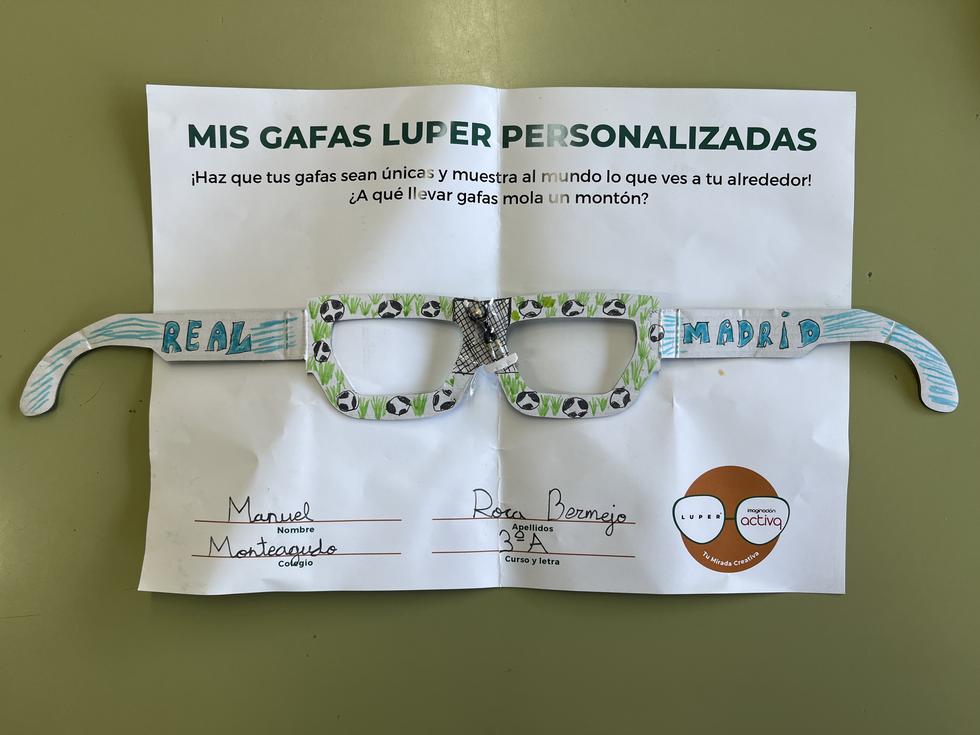 MIS GAFAS LUPER PERSONALIZADAS
¡Haz que tus gafas sean únicas y muestra al mundo lo que ves a tu alrededor!
¿A qué llevar gafas mola un montón?
REAL MADRID
Manuel Roca Bermejo
Nombre Apellidos
Monteagudo 3ºA
Colegio Curso y letra
LUPER
imaginación
activa
Tu Mirada Creativa